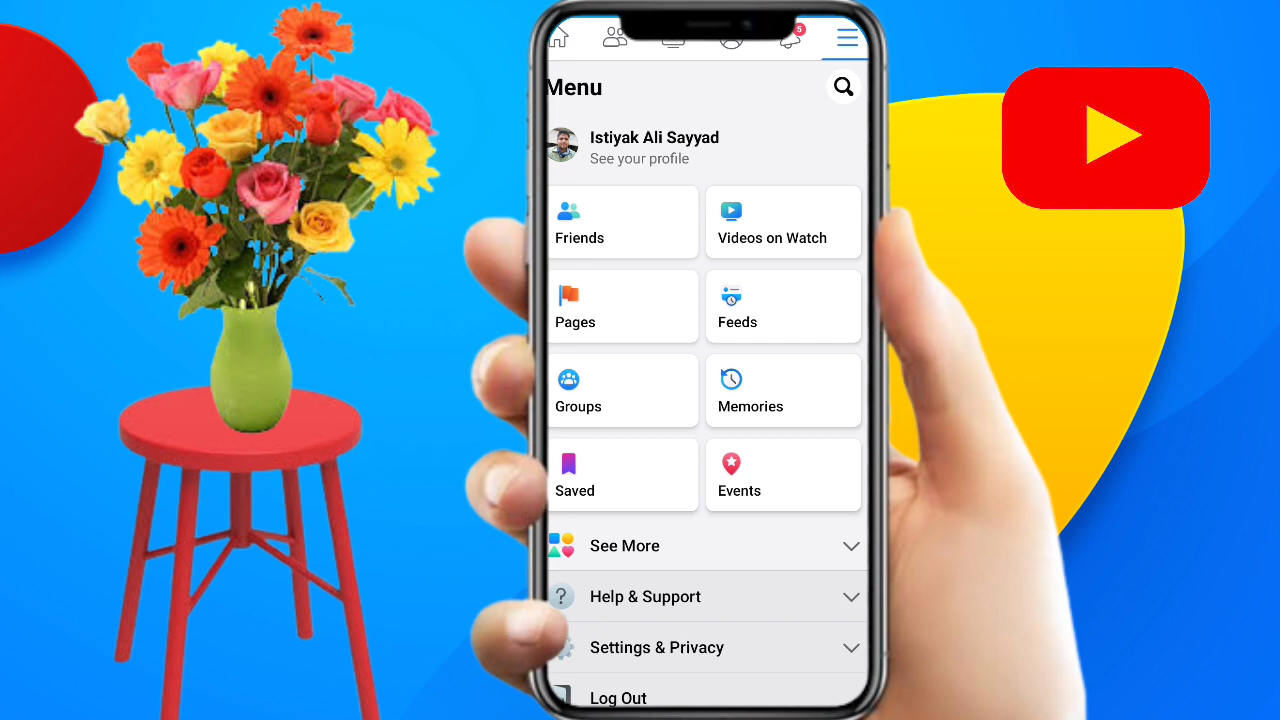 5
Menu
Istiyak Ali Sayyad
See your profile
Friends
Videos on Watch
Pages
Feeds
Groups
Memories
Saved
Events
See More
Help & Support
Settings & Privacy
Log Out